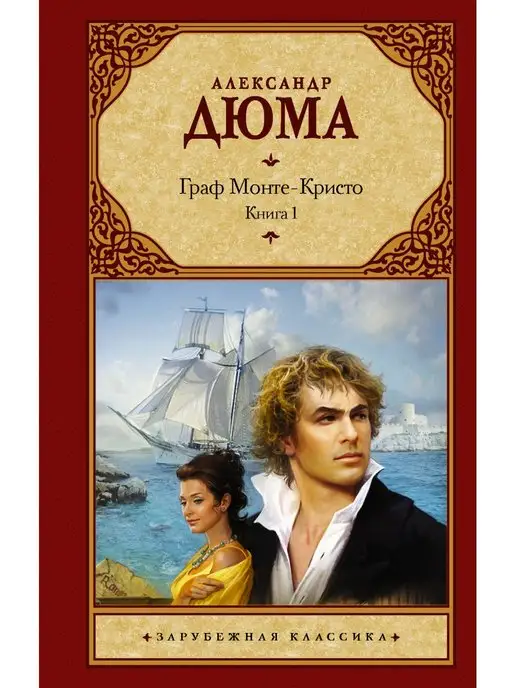 АЛЕКСАНДР
ДЮМА
Граф Монте-Кристо
Книга 1
ЗАРУБЕЖНАЯ КЛАССИКА